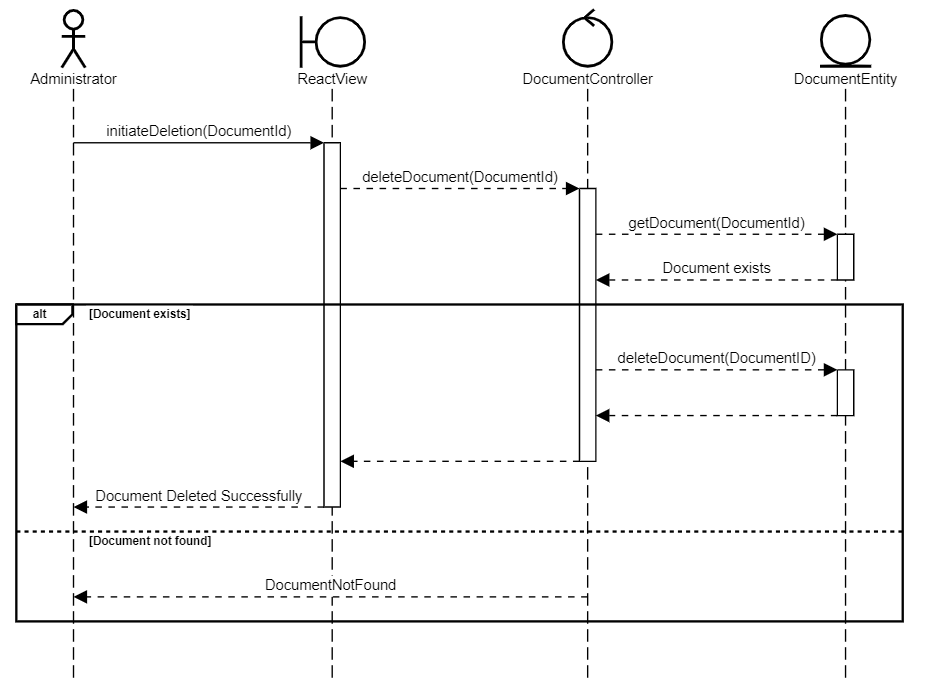 Administrator
ReactView
DocumentController
DocumentEntity
initiateDeletion(DocumentId)
deleteDocument(DocumentId)
getDocument(DocumentId)
Document exists
alt
[Document exists]
deleteDocument(DocumentID)
Document Deleted Successfully
[Document not found]
DocumentNotFound